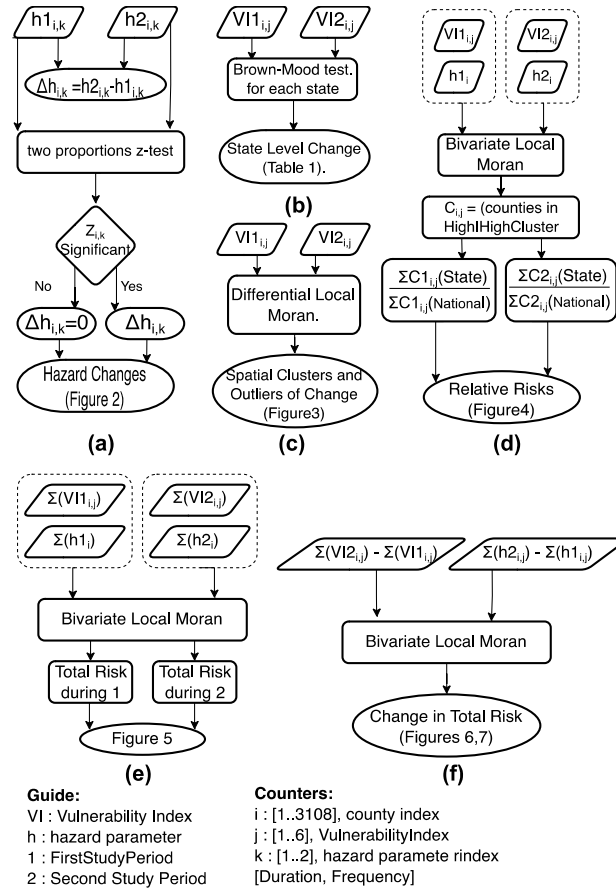 h1i,k
h2i,k
Δhi,k =h2i,k-h1i,k
two proportions z-test
Zi,k
Significant
No
Yes
Δhi,k=0
Δhi,k
Hazard Changes
(Figure 2)
(a)
VI1i,j
VI2i,j
Brown-Mood test.
for each state
State Level Change
(Table 1).
(b)
VI1i,j
VI2i,j
Differential Local
Moran.
Spatial Clusters and
Outliers of Change
(Figure3)
(c)
VI1i,j
VI2i,j
h1i
h2i
Bivariate Local
Moran
Ci,j = (counties in
HighIHighCluster
ΣC1i,j(State)
ΣC1i,j(National)
ΣC2i,j(State)
ΣC2i,j(National)
Relative Risks
(Figure4)
(d)
Σ(VI1i,j)
Σ(VI2i,j)
Σ(h1i)
Σ(h2i)
Bivariate Local Moran
Total Risk
during 1
Total Risk
during 2
Figure 5
(e)
Σ(VI2i,j) - Σ(VI1i,j)
Σ(h2i,j) - Σ(h1i,j)
Bivariate Local Moran
Change in Total Risk
(Figures 6,7)
(f)
Guide:
VI : Vulnerability Index
h : hazard parameter
1 : FirstStudyPeriod
2 : Second Study Period
Counters:
i : [1..3108], county index
j : [1..6], VulnerabilityIndex
k : [1..2], hazard paramete rindex
[Duration, Frequency]